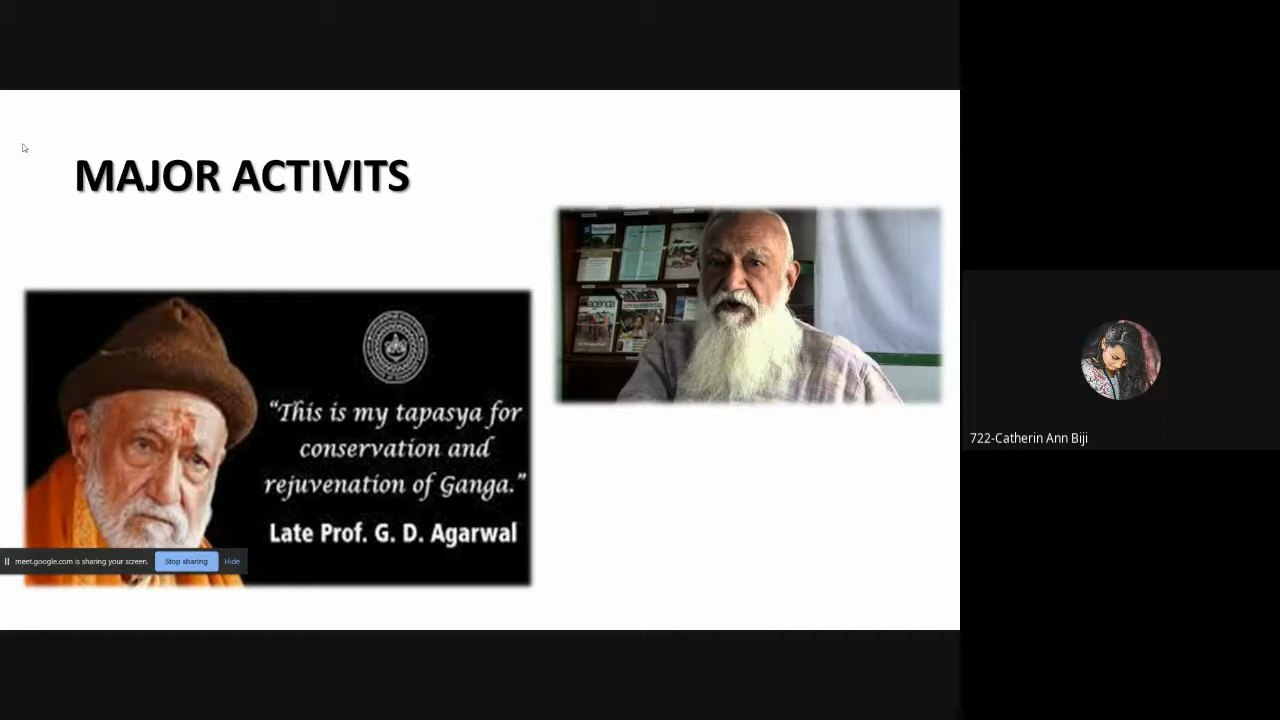 MAJOR ACTIVITS
agenda
“This is my tapasya for
conservation and
rejuvenation of Ganga.”
Late Prof. G. D. Agarwal
meet.google.com is sharing your screen.
Stop sharing
Hide
722-Catherin Ann Biji